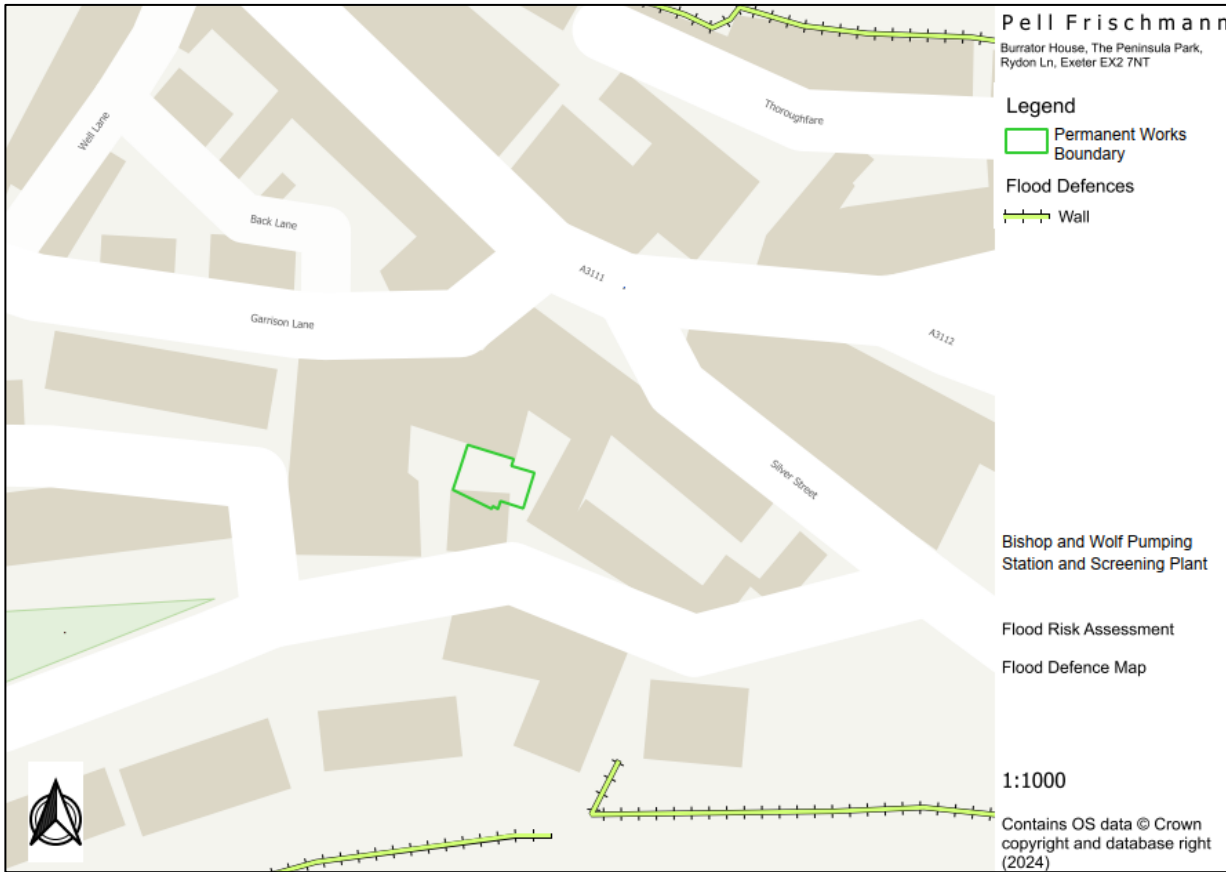 Pell Frischmann
Burrator House, The Peninsula Park,
Rydon Ln, Exeter EX2 7NT
Legend
Permanent Works
Boundary
Flood Defences
Wall
Thoroughfare
Well Lane
Back Lane
A3111
Garrison Lane
A3112
Silver Street
Bishop and Wolf Pumping
Station and Screening Plant
Flood Risk Assessment
Flood Defence Map
1:1000
Contains OS data © Crown
copyright and database right
(2024)